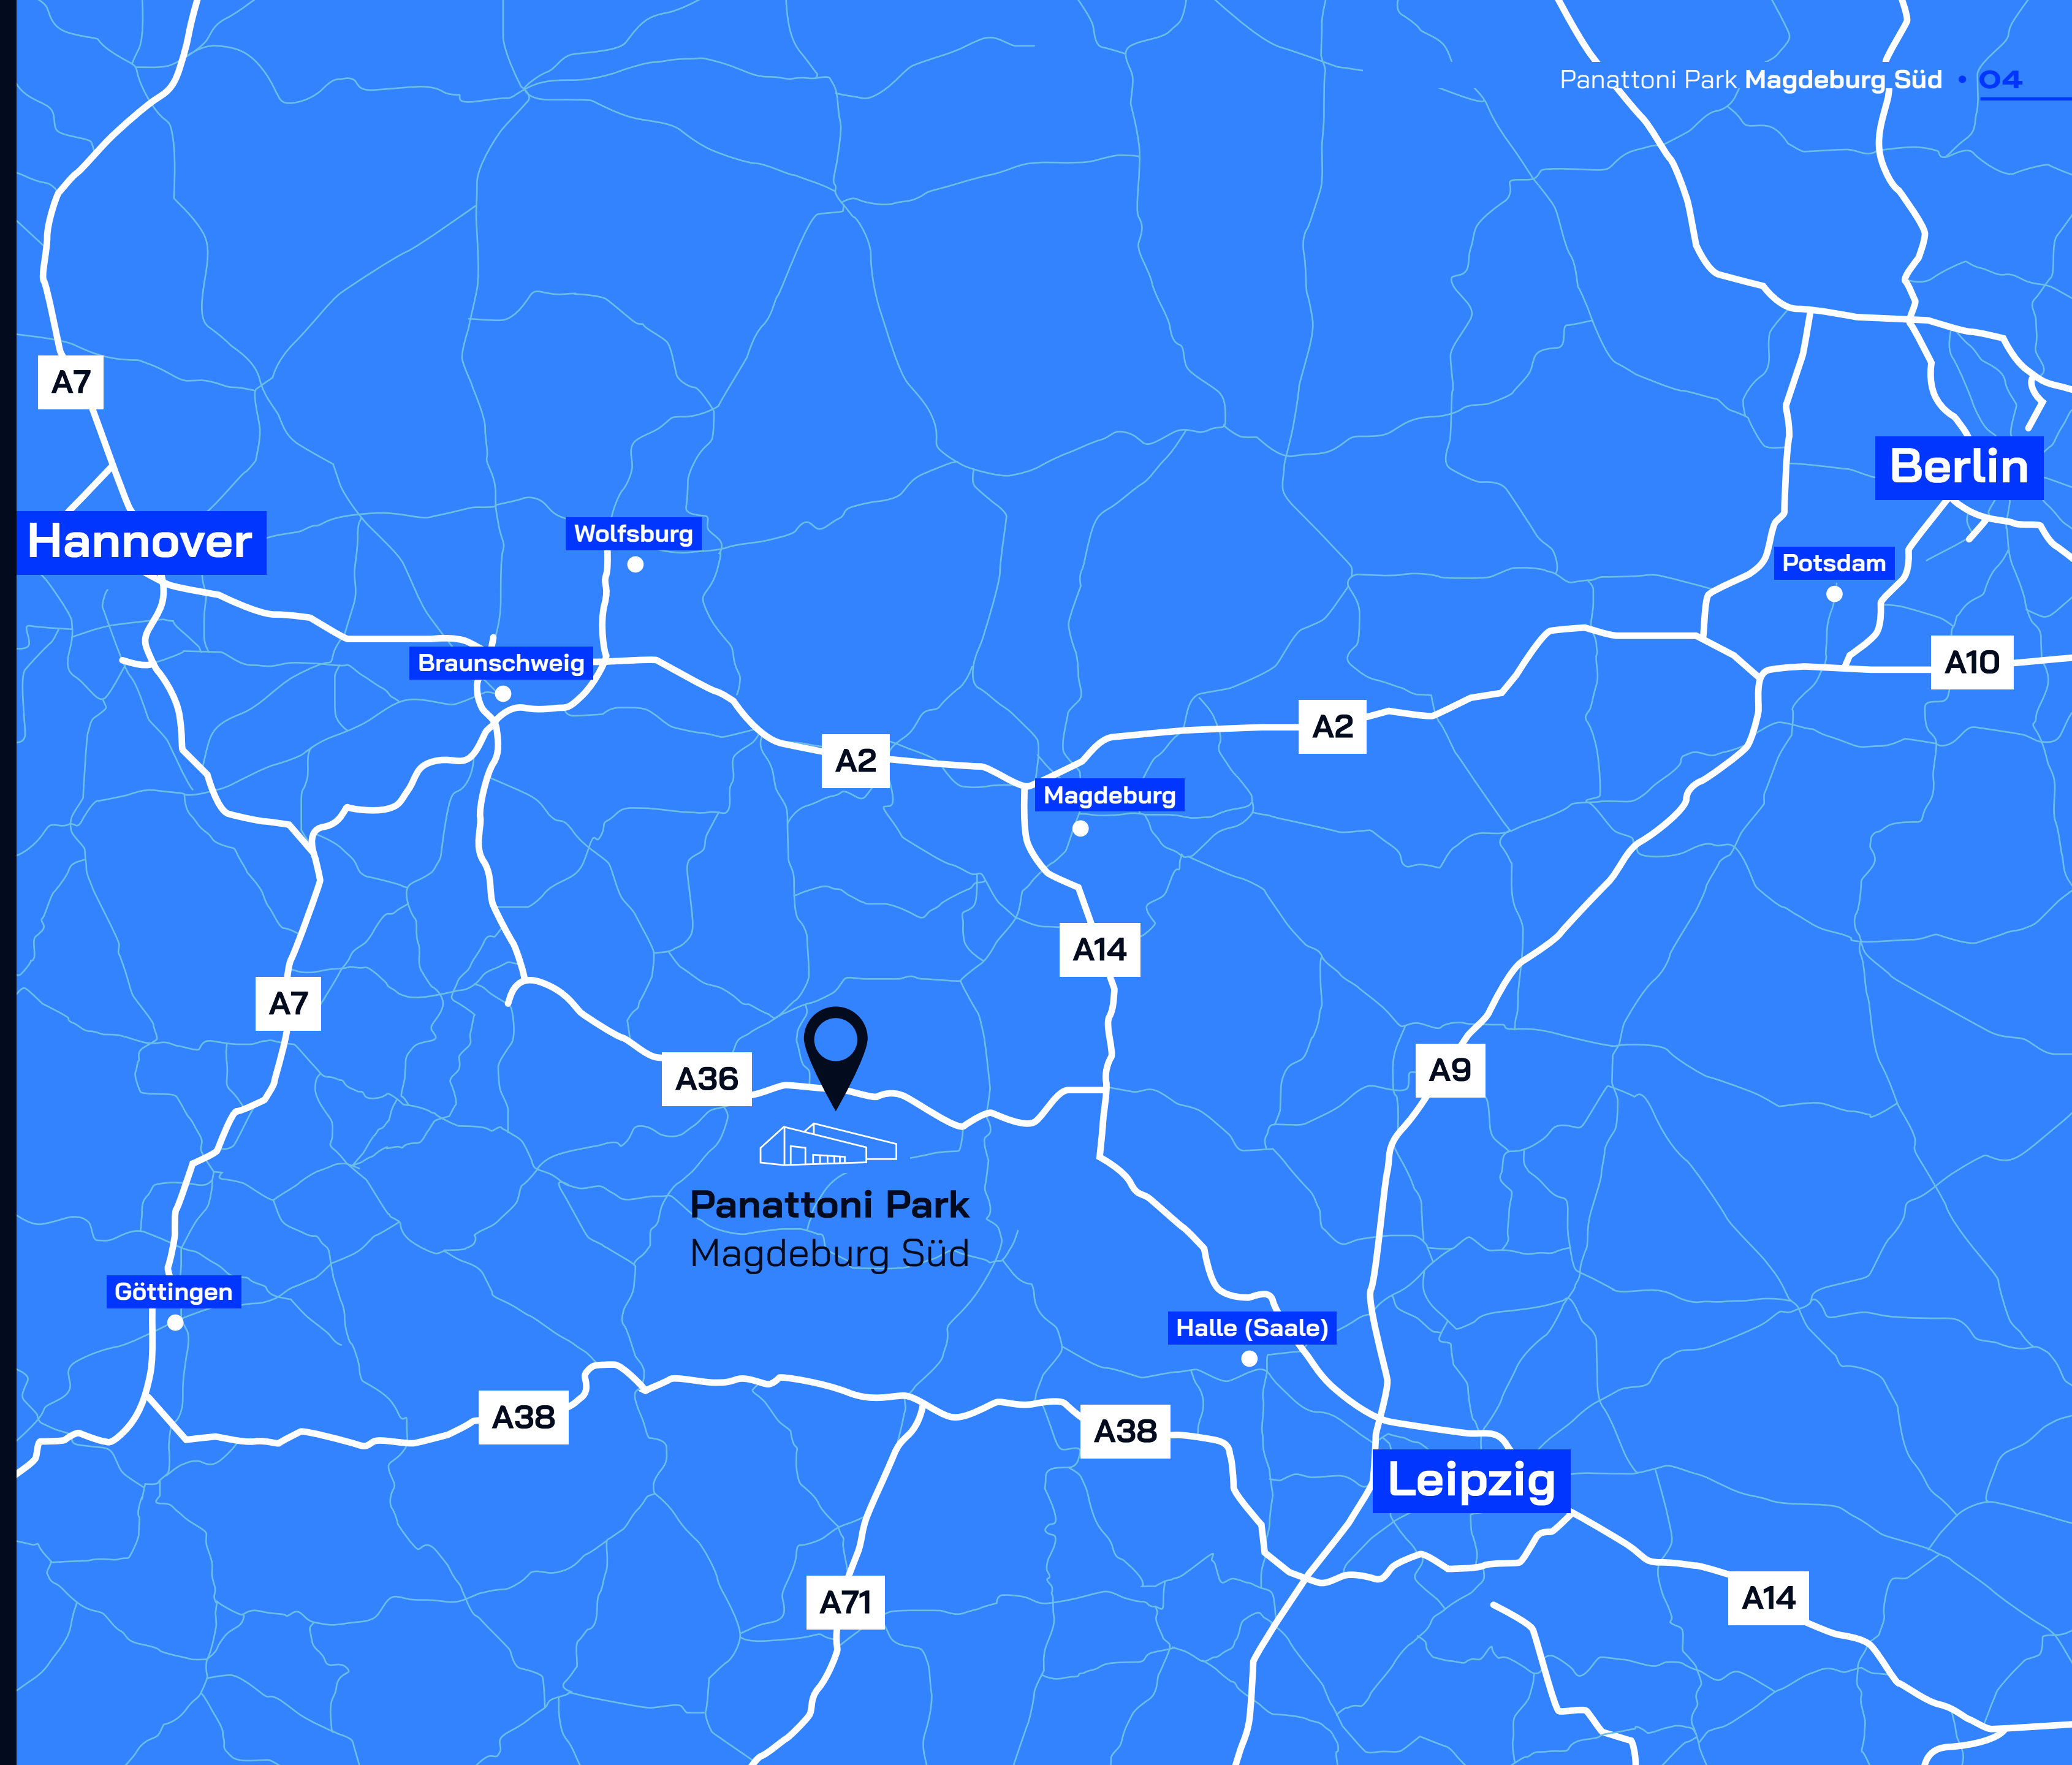 Panattoni Park Magdeburg Süd • 04
A7
Berlin
Hannover
Wolfsburg
Potsdam
Braunschweig
A10
A2
A2
Magdeburg
A14
A7
A36
A9
Panattoni Park
Magdeburg Süd
Göttingen
Halle (Saale)
A38
A38
Leipzig
A71
A14